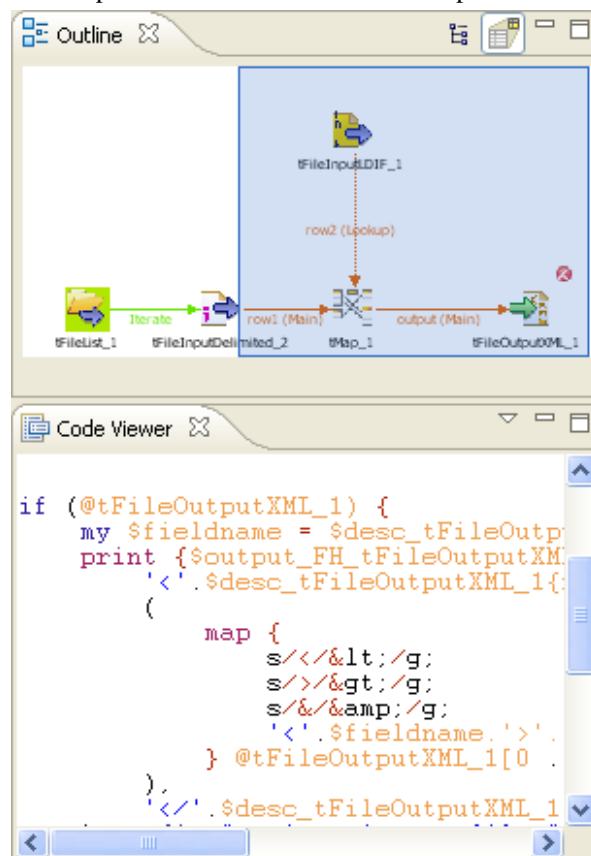 Outline
tFileInputLDIF_1
row2 (Lookup)
Iterate
row1 (Main)
output (Main)
tFileList_1
tFileInputDelimited_2
tMap_1
tFileOutputXML_1
Code Viewer
if (@tFileOutputXML_1) {
my $fieldname = $desc_tFileOutp
print {$output_FH_tFileOutputXM
'<'.$desc_tFileOutputXML_1{
(
map {
s/</&lt;/g;
s/>/&gt;/g;
s/&/&amp;/g;
'<'.$fieldname.'>'.
} @tFileOutputXML_1[0 .
),
'</'.$desc_tFileOutputXML_1